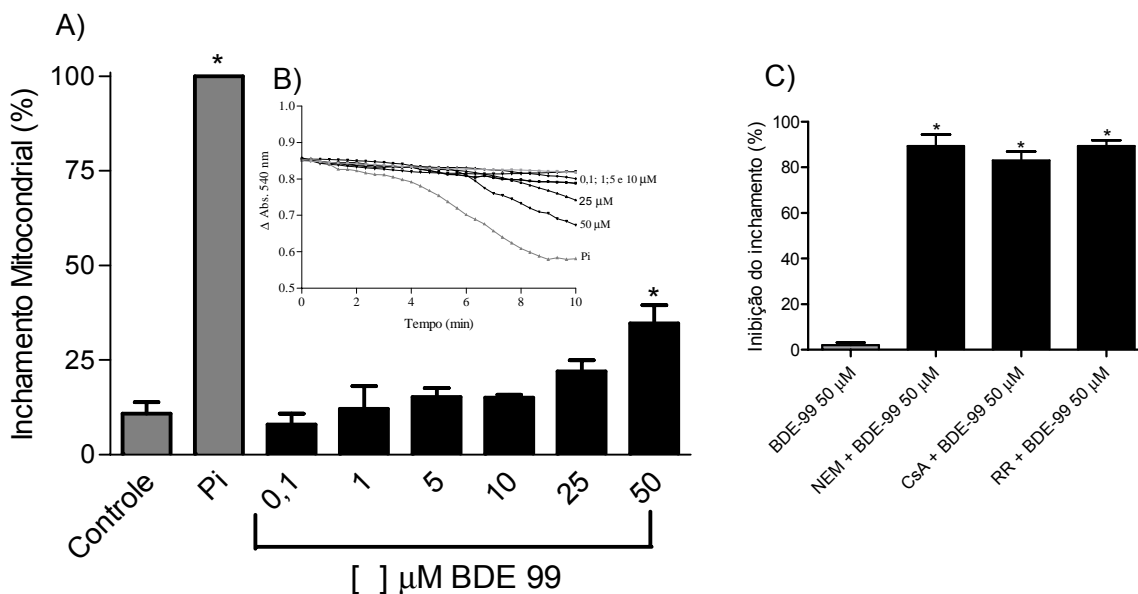 A)
Inchamento Mitocondrial (%)
100
75
50
25
0
*
*
Controle
Pi
0,1
1
5
10
25
50
[ ] µM BDE 99
B)
Δ Abs. 540 nm
1.0
0.9
0.8
0.7
0.6
0.5
0
2
4
6
8
10
Tempo (min)
0,1; 1;5 e 10 µM
25 µM
50 µM
Pi
C)
Inibição do inchamento (%)
100
80
60
40
20
0
*
*
*
BDE-99 50 µM
NEM + BDE-99 50 µM
CsA + BDE-99 50 µM
RR + BDE-99 50 µM